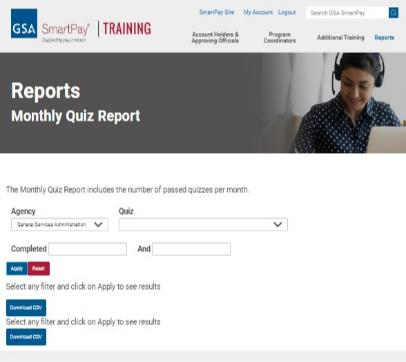 SmartPay Site My Account Logout Search GSA SmartPay
GSA SmartPay® TRAINING
Supporting your mission
Account Holders &
Approving Officials
Program
Coordinators
Additional Training
Reports
Reports
Monthly Quiz Report
The Monthly Quiz Report includes the number of passed quizzes per month.
Agency Quiz
General Services Administration
Completed And
Apply Reset
Select any filter and click on Apply to see results
Download CSV
Select any filter and click on Apply to see results
Download CSV